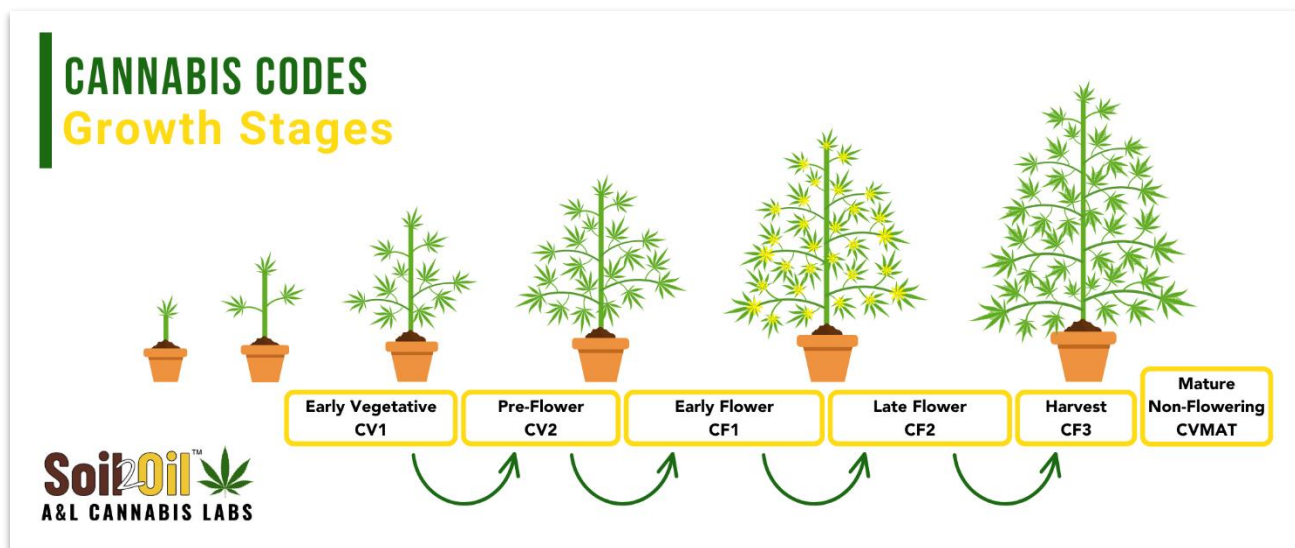 CANNABIS CODES
Growth Stages
Early Vegetative
CV1
Pre-Flower
CV2
Early Flower
CF1
Late Flower
CF2
Harvest
CF3
Mature
Non-Flowering
CVMAT
Soil2Oil™
A&L CANNABIS LABS